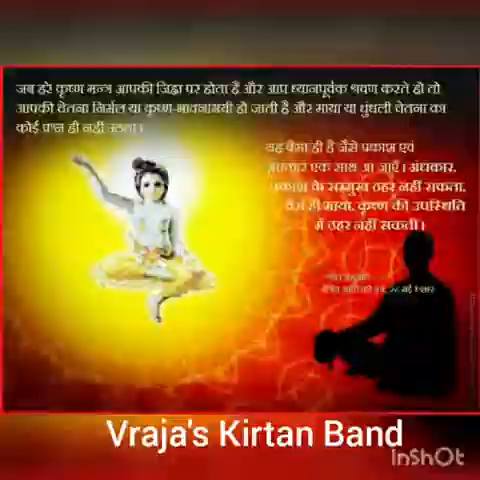 जब हरे कृष्ण मन्त्र आपकी जिह्वा पर होता है और आप ध्यानपूर्वक श्रवण करते हो तो
आपकी चेतना निर्मल या कृष्ण-भावनामयी हो जाती है और माया या धुंधली चेतना का
कोई प्रश्न ही नहीं उठता।
यह वैसा ही है जैसे प्रकाश एवं
अन्धकार एक साथ आ जाएँ। अंधकार,
प्रकाश के सम्मुख ठहर नहीं सकता,
वैसे ही माया, कृष्ण की उपस्थिति
में ठहर नहीं सकती।
Vraja's Kirtan Band
InShOt